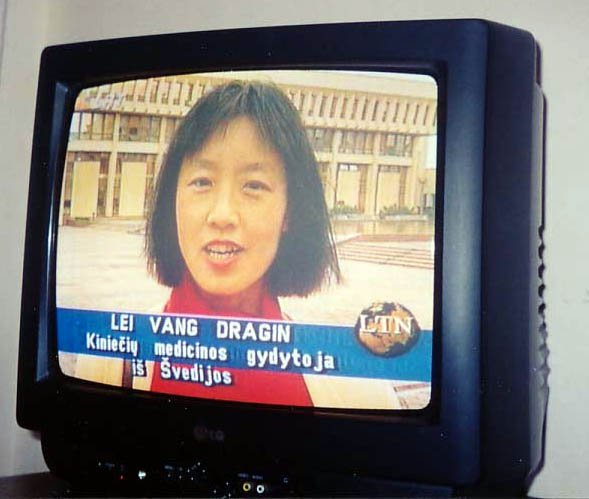 LEI VANG DRAGIN
LTN
Kiniečių medicinos gydytoja
iš Švedijos
LG